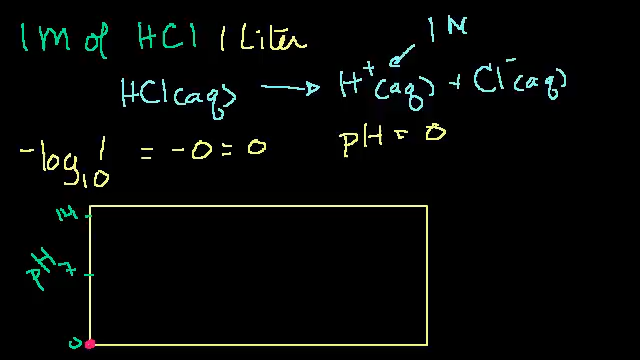 1M of HCl 1 Liter
1 M
HCl(aq) → H⁺(aq) + Cl⁻(aq)
-log₁₀ 1 = -0 = 0
pH = 0
14
pH 7
0